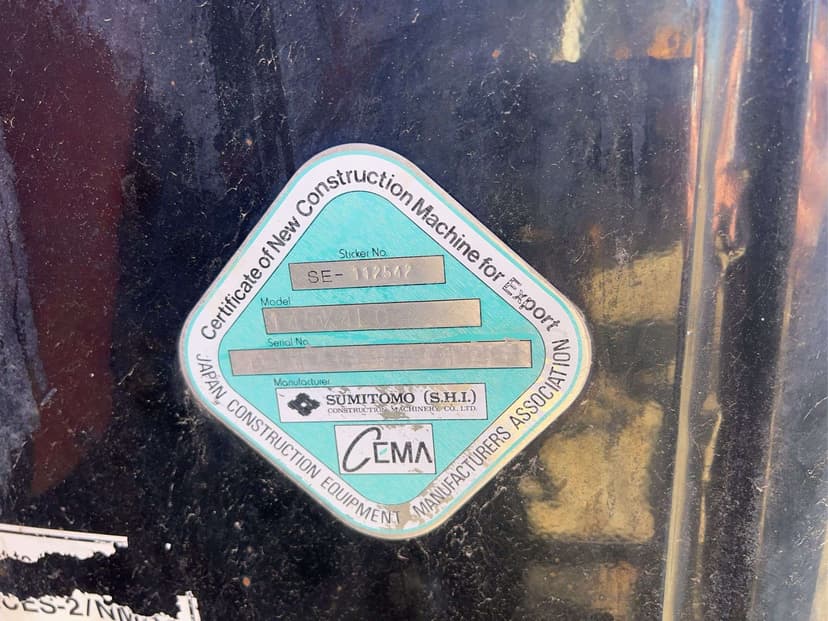 Certificate of New Construction Machine for Export
Sticker No.
SE- 112542
Model
Serial No.
Manufacturer
SUMITOMO (S.H.I.)
CONSTRUCTION MACHINERY CO. LTD.
CEMA
JAPAN CONSTRUCTION EQUIPMENT MANUFACTURERS ASSOCIATION